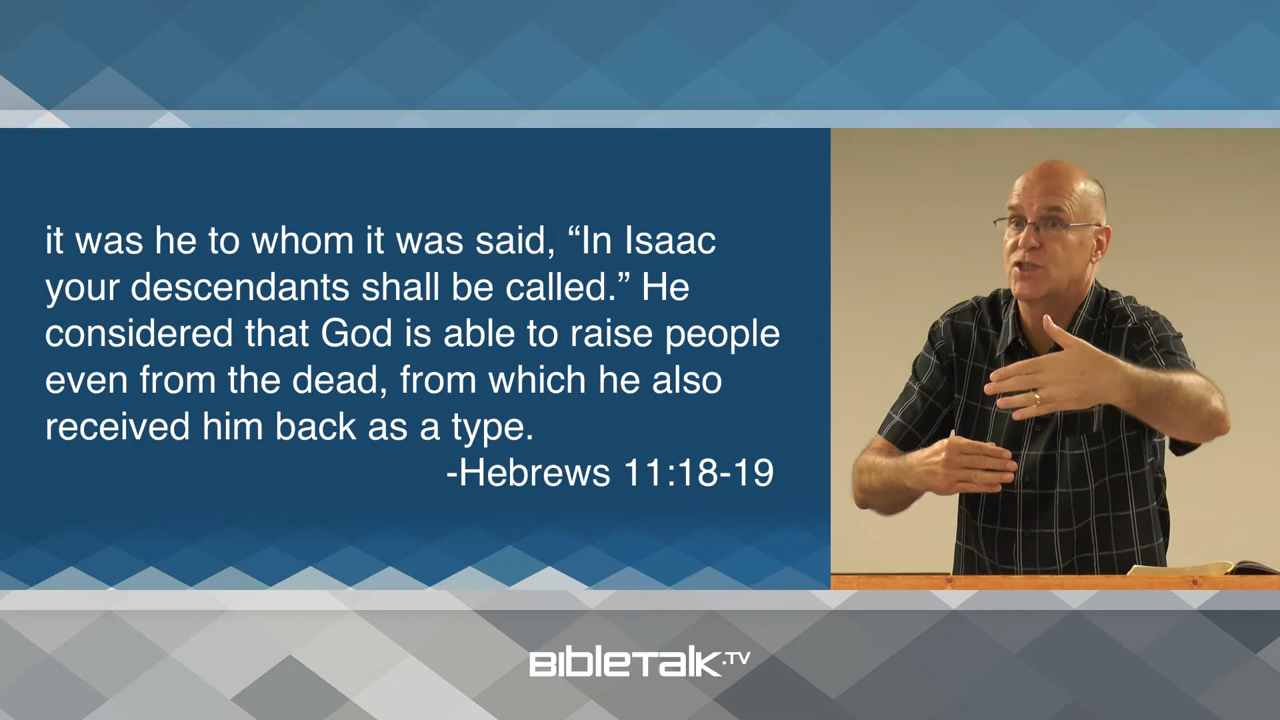 it was he to whom it was said, “In Isaac
your descendants shall be called.” He
considered that God is able to raise people
even from the dead, from which he also
received him back as a type.
-Hebrews 11:18-19
BIBLETALK.TV